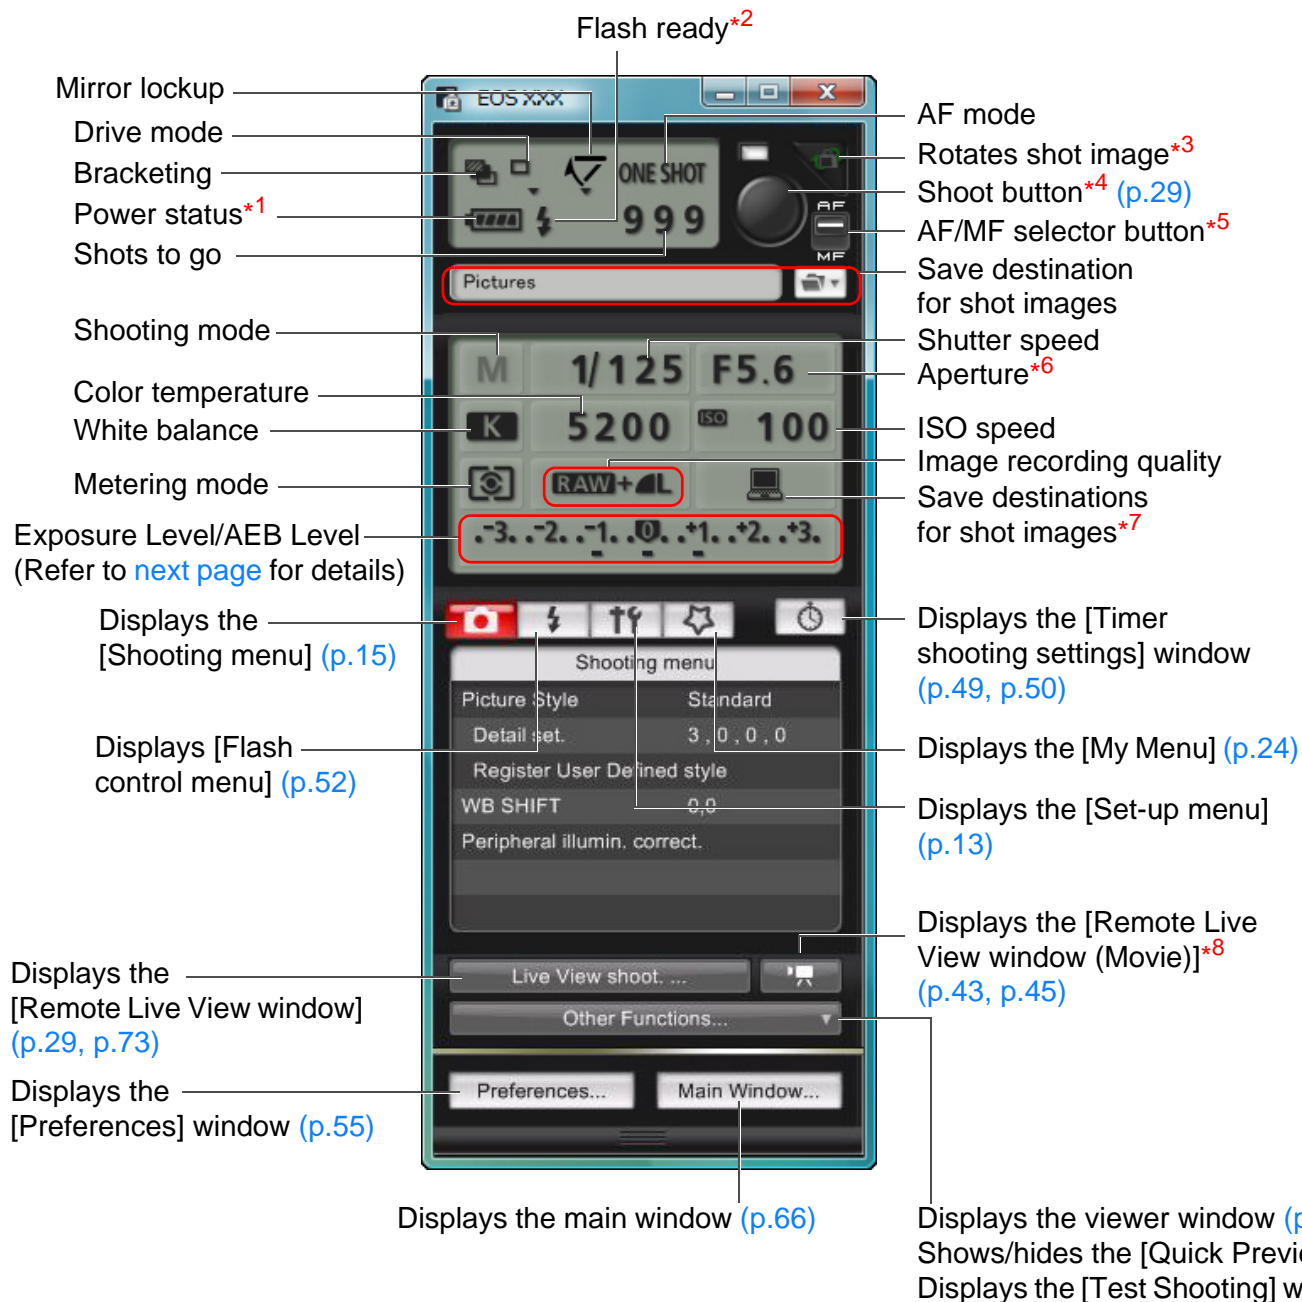 Flash ready*2
Mirror lockup
Drive mode
Bracketing
Power status*1
Shots to go
Shooting mode
Color temperature
White balance
Metering mode
Exposure Level/AEB Level
(Refer to next page for details)
Displays the
[Shooting menu] (p.15)
Displays [Flash
control menu] (p.52)
Displays the
[Remote Live View window]
(p.29, p.73)
Displays the
[Preferences] window (p.55)
EOS XXX
ONE SHOT
999
AF
MF
Pictures
M
1/125
F5.6
K
5200
ISO 100
RAW+L
-3. .-2. .-1. .0. .+1. .+2. .+3.
Shooting menu
Picture Style Standard
Detail set. 3,0,0,0
Register User Defined style
WB SHIFT 0,0
Peripheral illumin. correct.
Live View shoot. ...
Other Functions...
Preferences...
Main Window...
AF mode
Rotates shot image*3
Shoot button*4 (p.29)
AF/MF selector button*5
Save destination
for shot images
Shutter speed
Aperture*6
ISO speed
Image recording quality
Save destinations
for shot images*7
Displays the [Timer
shooting settings] window
(p.49, p.50)
Displays the [My Menu] (p.24)
Displays the [Set-up menu]
(p.13)
Displays the [Remote Live
View window (Movie)]*8
(p.43, p.45)
Displays the main window (p.66)
Displays the viewer window (p
Shows/hides the [Quick Previe
Displays the [Test Shooting] w